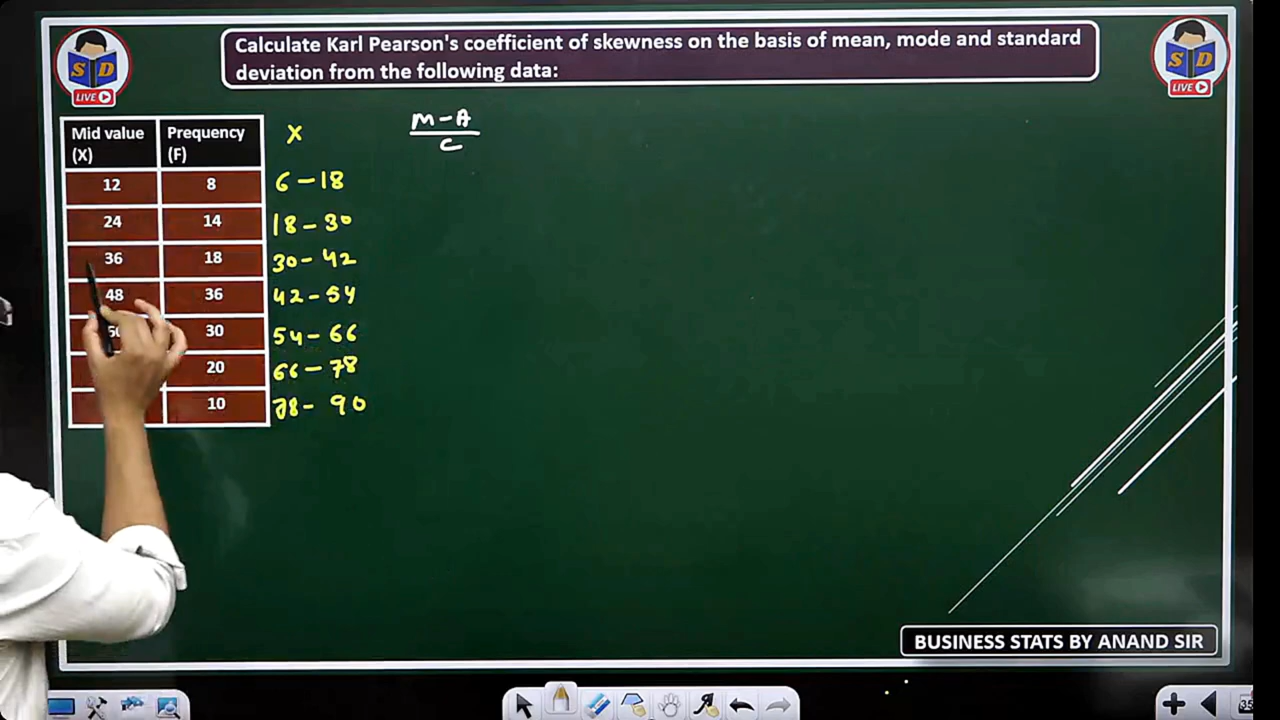 Calculate Karl Pearson's coefficient of skewness on the basis of mean, mode and standard
deviation from the following data:
S D
LIVE
S D
LIVE
Mid value (X) Prequency (F) X M-A/C
12 8 6-18
24 14 18-30
36 18 30-42
48 36 42-54
30 54-66
20 66-78
10 78-90
BUSINESS STATS BY ANAND SIR